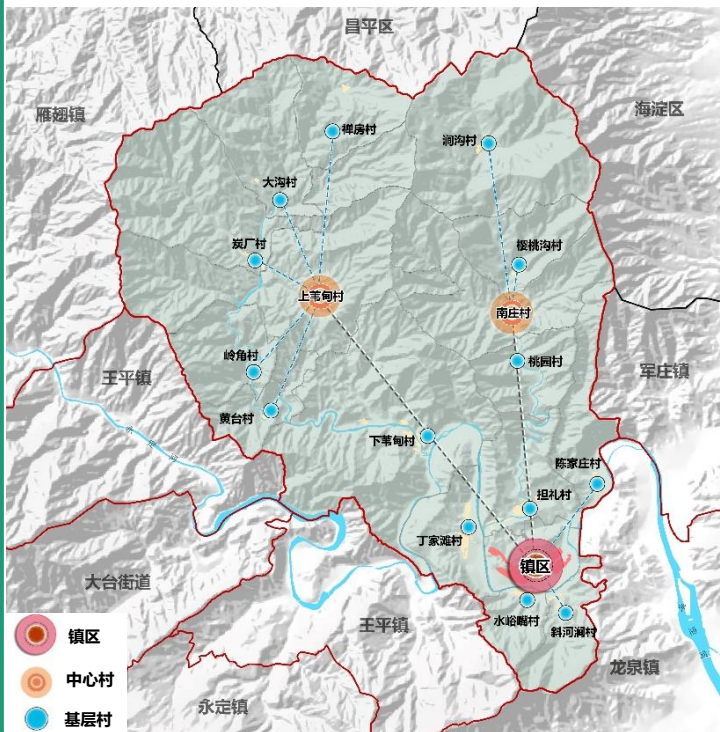 昌平区
雁翅镇
海淀区
禅房村
涧沟村
大沟村
炭厂村
樱桃沟村
上苇甸村
南庄村
岭角村
桃园村
王平镇
军庄镇
黄台村
下苇甸村
陈家庄村
担礼村
丁家滩村
镇区
大台街道
水峪嘴村
斜河涧村
王平镇
龙泉镇
永定镇
镇区
中心村
基层村